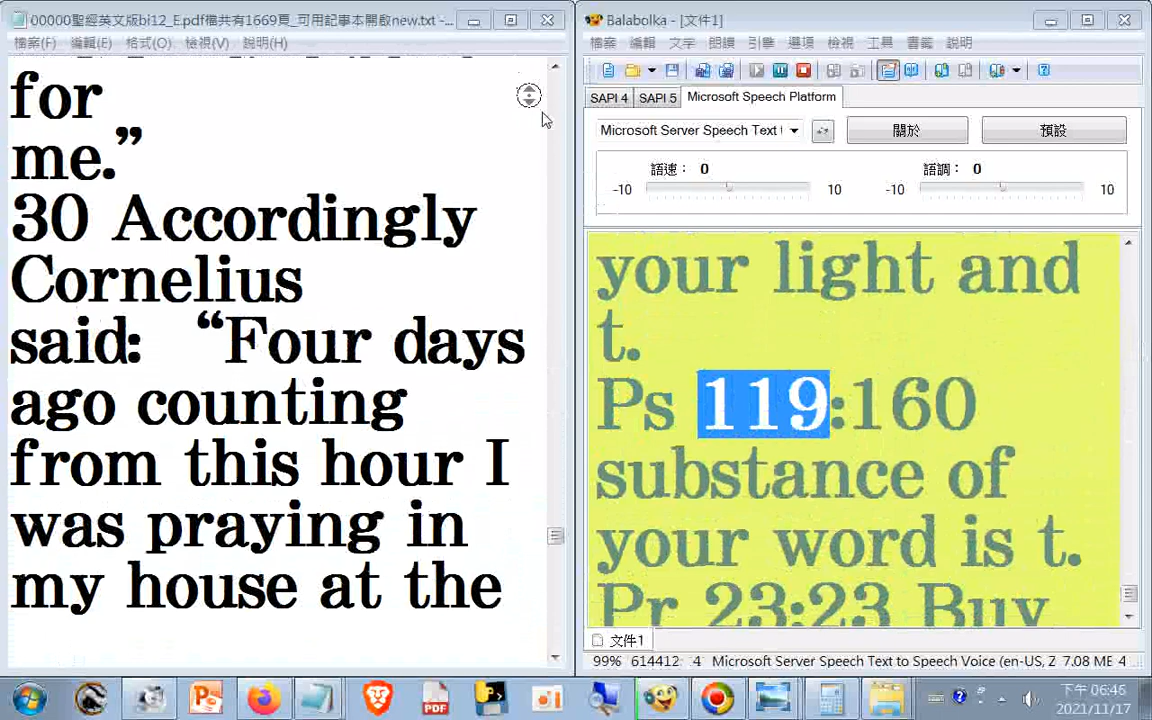 00000聖經英文版bi12_E.pdf檔共有1669頁_可用記事本開啟new.txt -...
檔案(F) 編輯(E) 格式(O) 檢視(V) 說明(H)
for
me.”
30 Accordingly
Cornelius
said: “Four days
ago counting
from this hour I
was praying in
my house at the
Balabolka - [文件1]
檔案 編輯 文字 朗讀 引擎 選項 檢視 工具 書籤 說明
SAPI 4 SAPI 5 Microsoft Speech Platform
Microsoft Server Speech Text 關於 預設
語速： 0 語調： 0
-10 10 -10 10
your light and
t.
Ps 119:160
substance of
your word is t.
Pr 23:23 Buy
文件1
99% 614412: 4 Microsoft Server Speech Text to Speech Voice (en-US, Z 7.08 ME 4
下午 06:46
2021/11/17